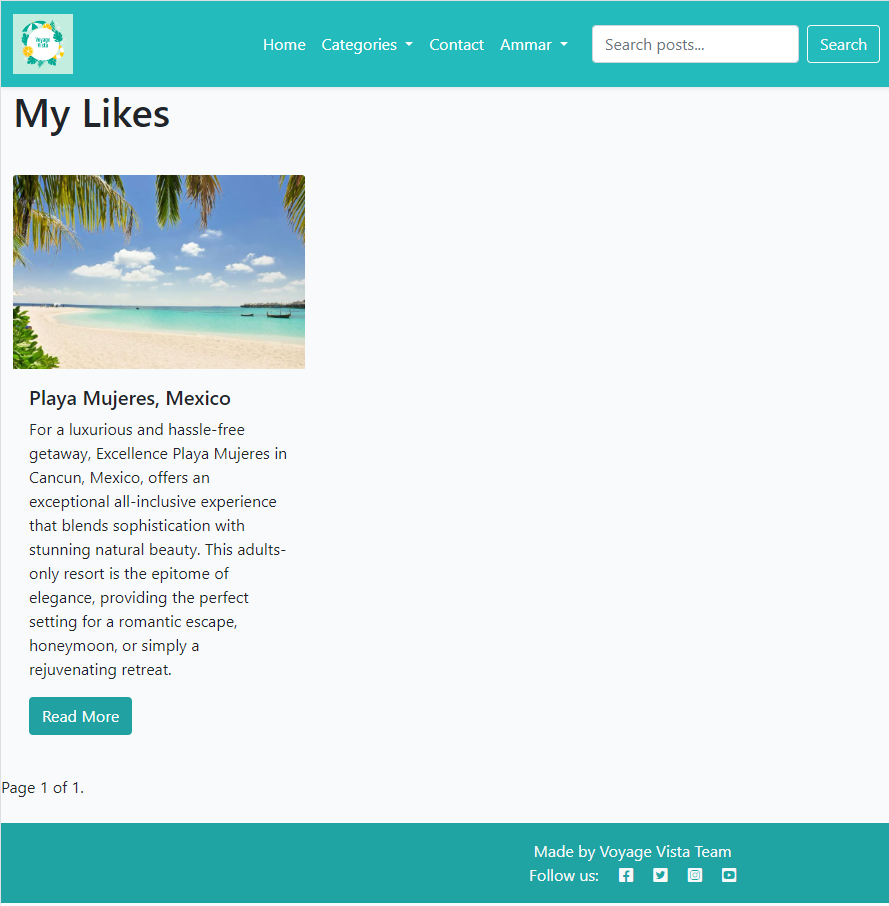 Voyage
Vista
Home Categories Contact Ammar Search posts... Search
My Likes
Playa Mujeres, Mexico
For a luxurious and hassle-free
getaway, Excellence Playa Mujeres in
Cancun, Mexico, offers an
exceptional all-inclusive experience
that blends sophistication with
stunning natural beauty. This adults-
only resort is the epitome of
elegance, providing the perfect
setting for a romantic escape,
honeymoon, or simply a
rejuvenating retreat.
Read More
Page 1 of 1.
Made by Voyage Vista Team
Follow us: